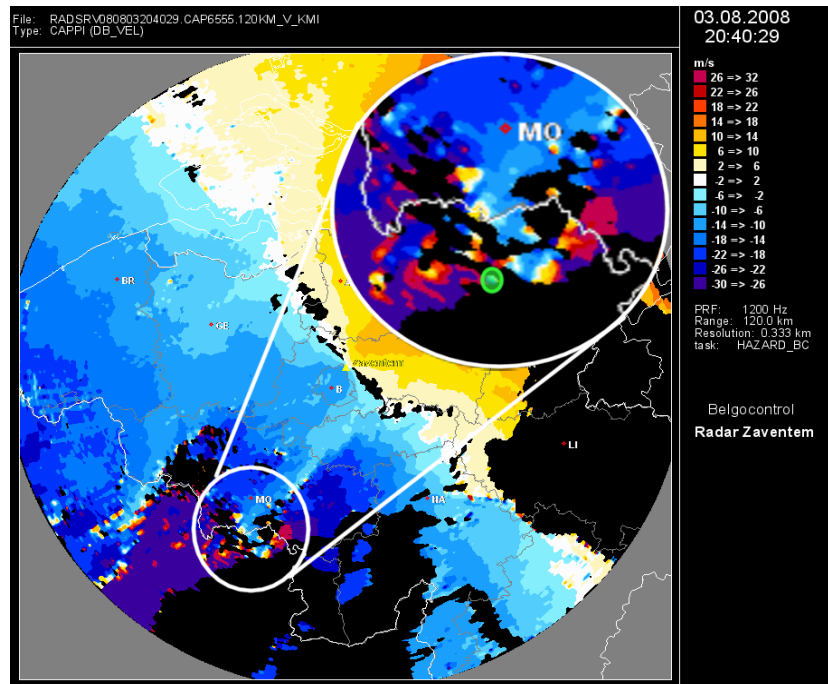 File: RADSRV080803204029.CAP6555.120KM_V_KMI
Type: CAPPI (DB_VEL)
03.08.2008
20:40:29
m/s
26 => 32
22 => 26
18 => 22
14 => 18
10 => 14
6 => 10
2 => 6
-2 => 2
-6 => -2
-10 => -6
-14 => -10
-18 => -14
-22 => -18
-26 => -22
-30 => -26
PRF: 1200 Hz
Range: 120.0 km
Resolution: 0.333 km
task: HAZARD_BC
Belgocontrol
Radar Zaventem
MO
BR
GE
Zaventem
B
LI
MO
HA